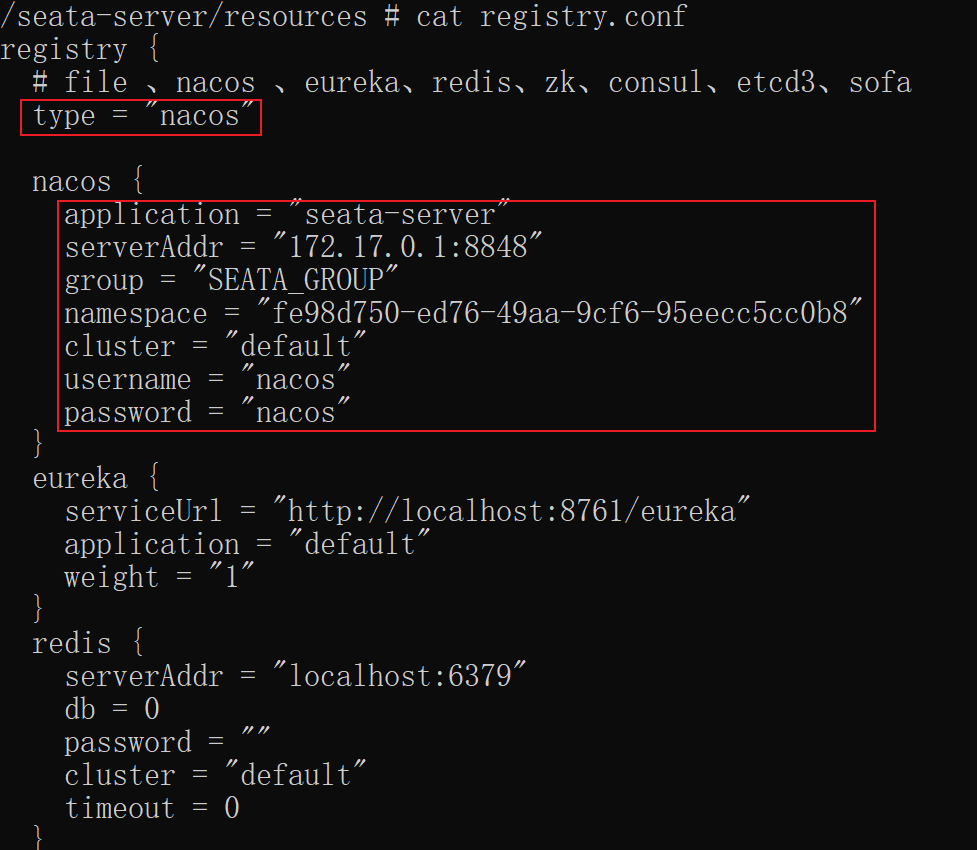 /seata-server/resources # cat registry.conf
registry {
  # file 、nacos 、eureka、redis、zk、consul、etcd3、sofa
  type = "nacos"

  nacos {
    application = "seata-server"
    serverAddr = "172.17.0.1:8848"
    group = "SEATA_GROUP"
    namespace = "fe98d750-ed76-49aa-9cf6-95eecc5cc0b8"
    cluster = "default"
    username = "nacos"
    password = "nacos"
  }
  eureka {
    serviceUrl = "http://localhost:8761/eureka"
    application = "default"
    weight = "1"
  }
  redis {
    serverAddr = "localhost:6379"
    db = 0
    password = ""
    cluster = "default"
    timeout = 0
  }